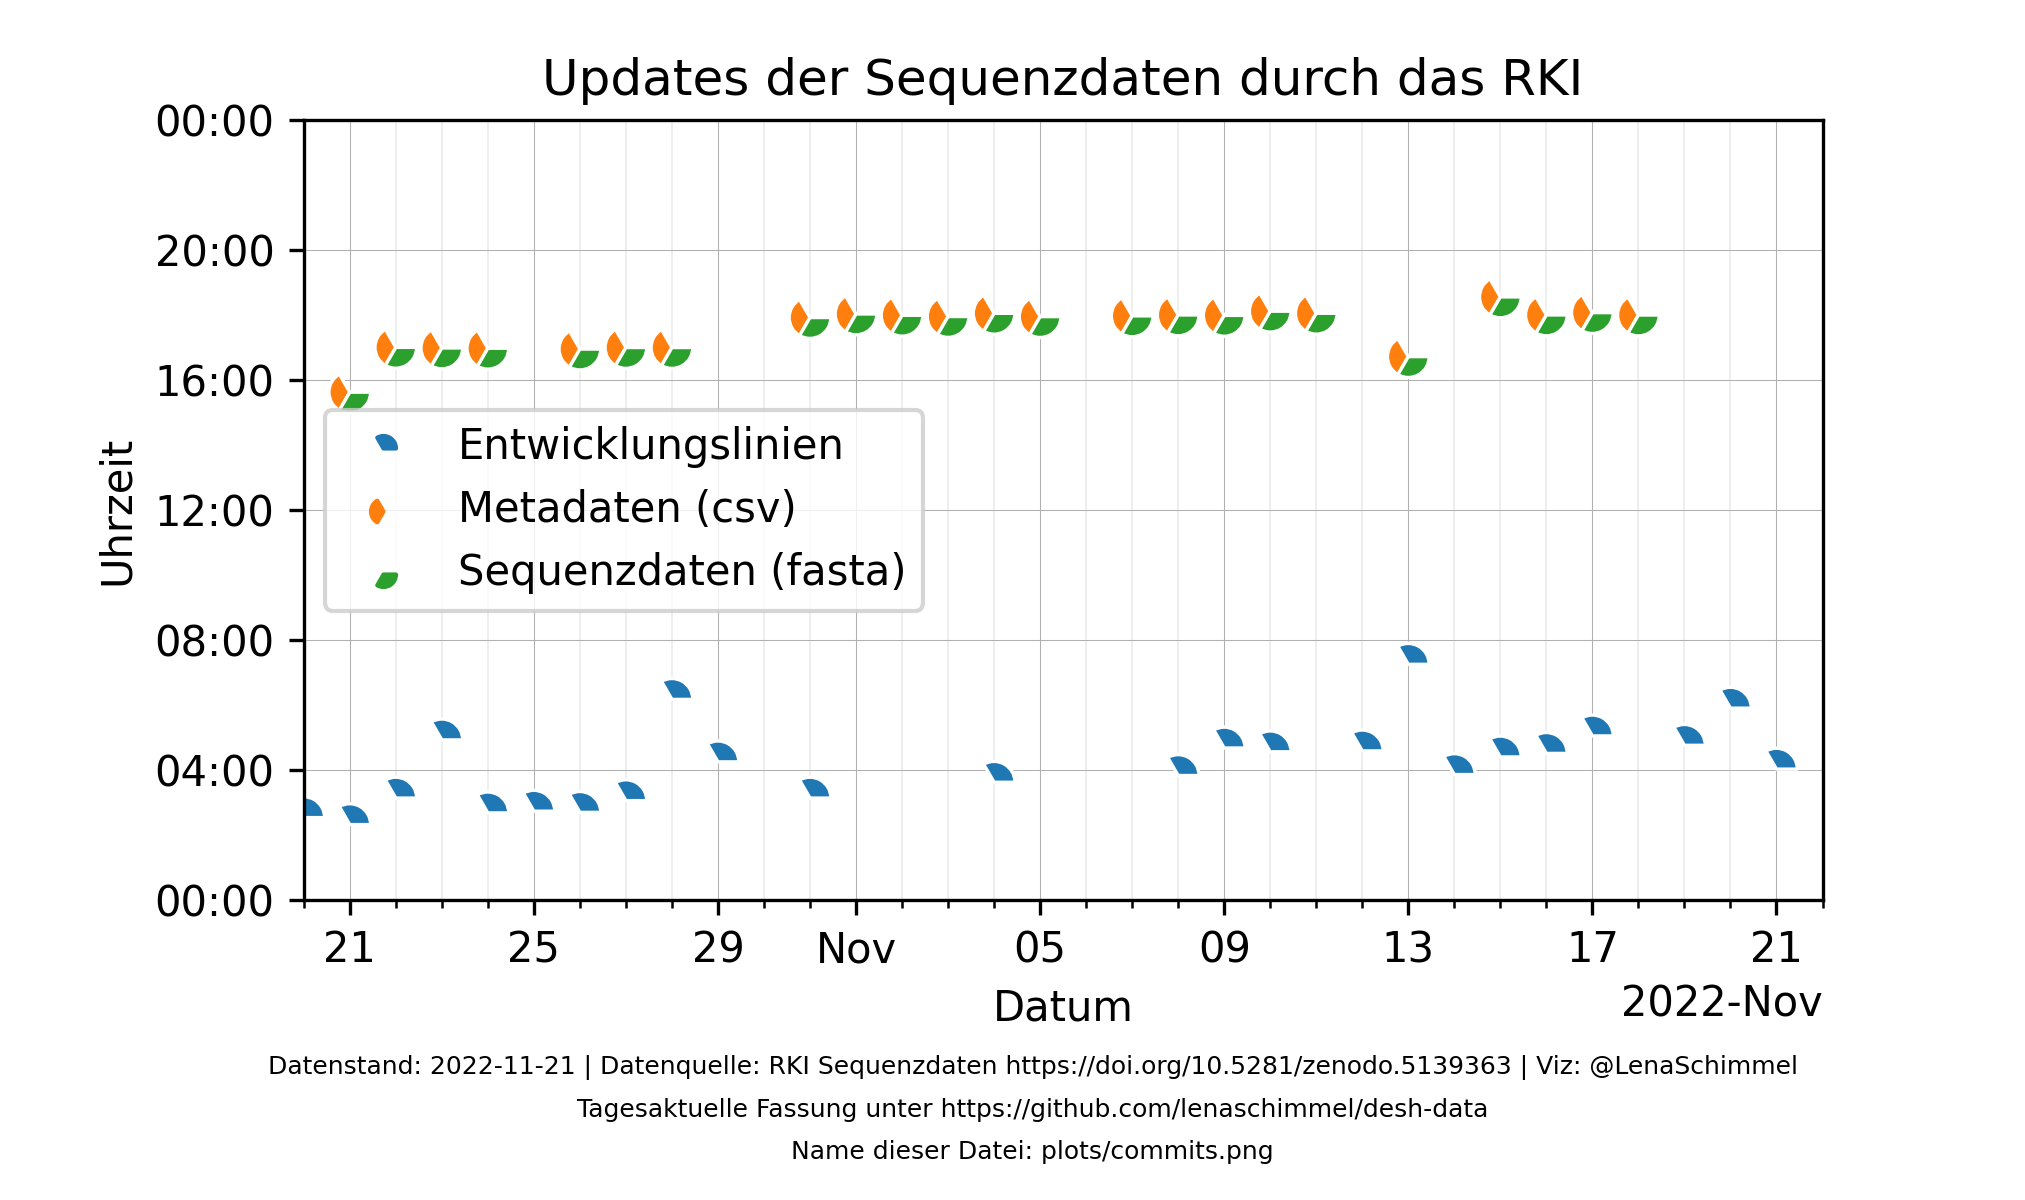 Updates der Sequenzdaten durch das RKI
00:00
20:00
16:00
12:00
08:00
04:00
00:00
Uhrzeit
Entwicklungslinien
Metadaten (csv)
Sequenzdaten (fasta)
21 25 29 Nov 05 09 13 17 21
2022-Nov
Datum
Datenstand: 2022-11-21 | Datenquelle: RKI Sequenzdaten https://doi.org/10.5281/zenodo.5139363 | Viz: @LenaSchimmel
Tagesaktuelle Fassung unter https://github.com/lenaschimmel/desh-data
Name dieser Datei: plots/commits.png